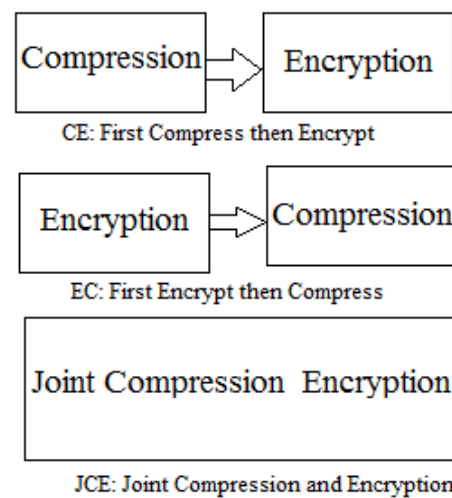 Compression Encryption
CE: First Compress then Encrypt
Encryption Compression
EC: First Encrypt then Compress
Joint Compression Encryption
JCE: Joint Compression and Encryption